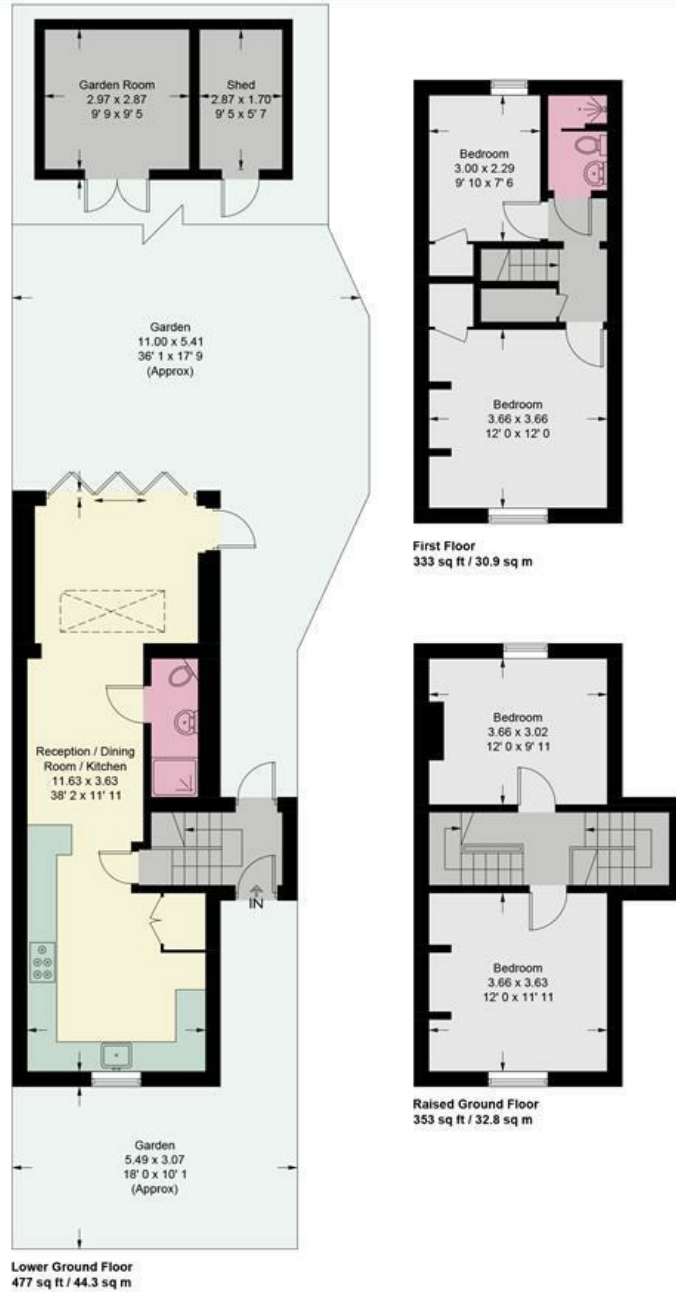 Garden Room
2.97 x 2.87
9' 9 x 9' 5
Shed
2.87 x 1.70
9' 5 x 5' 7
Garden
11.00 x 5.41
36' 1 x 17' 9
(Approx)
Reception / Dining
Room / Kitchen
11.63 x 3.63
38' 2 x 11' 11
IN
Garden
5.49 x 3.07
18' 0 x 10' 1
(Approx)
Lower Ground Floor
477 sq ft / 44.3 sq m
Bedroom
3.00 x 2.29
9' 10 x 7' 6
Bedroom
3.66 x 3.66
12' 0 x 12' 0
First Floor
333 sq ft / 30.9 sq m
Bedroom
3.66 x 3.02
12' 0 x 9' 11
Bedroom
3.66 x 3.63
12' 0 x 11' 11
Raised Ground Floor
353 sq ft / 32.8 sq m